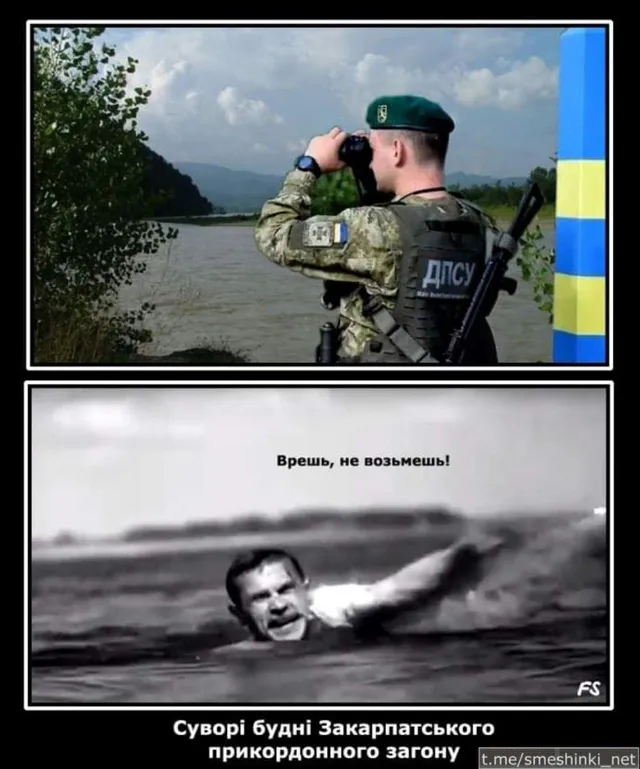 ДПСУ
Врешь, не возьмешь!
FS
Суворі будні Закарпатського
прикордонного загону
t.me/smeshinki_net